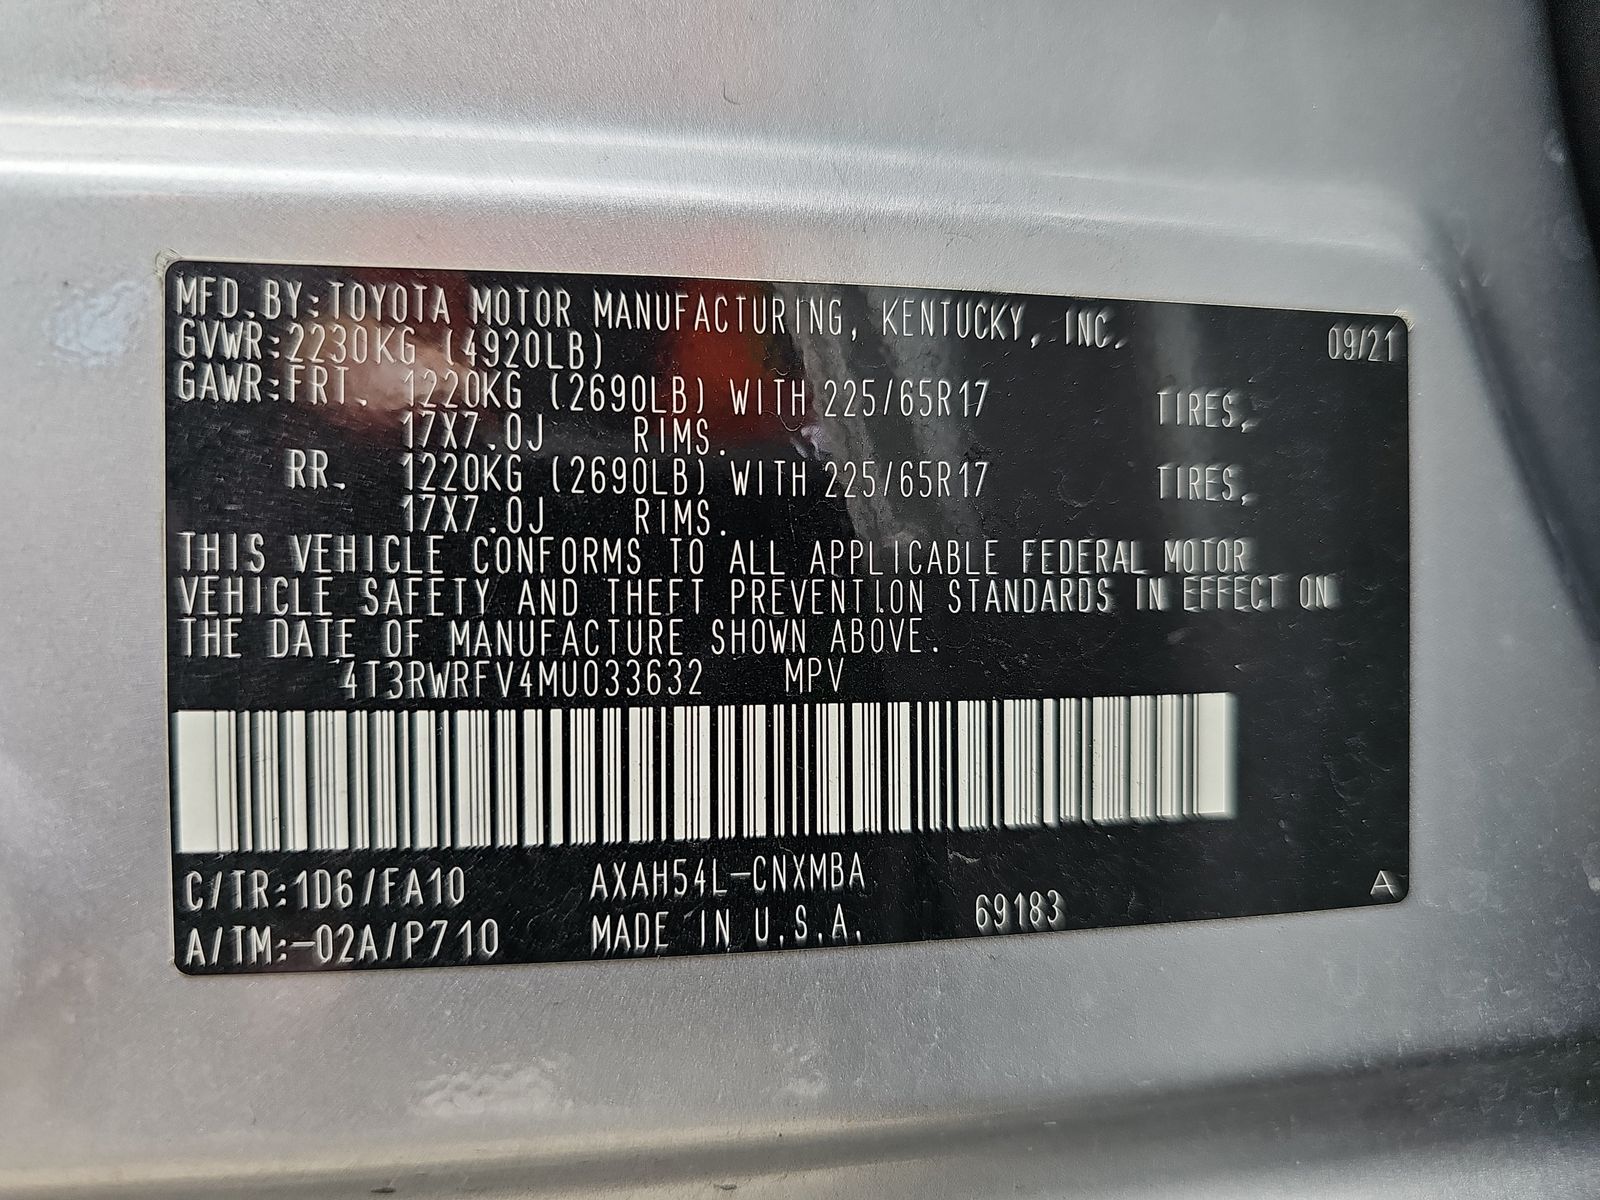 MFD. BY: TOYOTA MOTOR MANUFACTURING, KENTUCKY, INC. 09/21
GVWR: 2230KG (4920LB)
GAWR: FRT. 1220KG (2690LB) WITH 225/65R17 TIRES,
17X7.0J RIMS.
RR. 1220KG (2690LB) WITH 225/65R17 TIRES,
17X7.0J RIMS.
THIS VEHICLE CONFORMS TO ALL APPLICABLE FEDERAL MOTOR
VEHICLE SAFETY AND THEFT PREVENTION STANDARDS IN EFFECT ON
THE DATE OF MANUFACTURE SHOWN ABOVE.
4T3RWRFV4MU033632 MPV
C/TR: 1D6/FA10 AXAH54L-CNXMBA A
A/TM: -02A/P710 MADE IN U.S.A. 69183